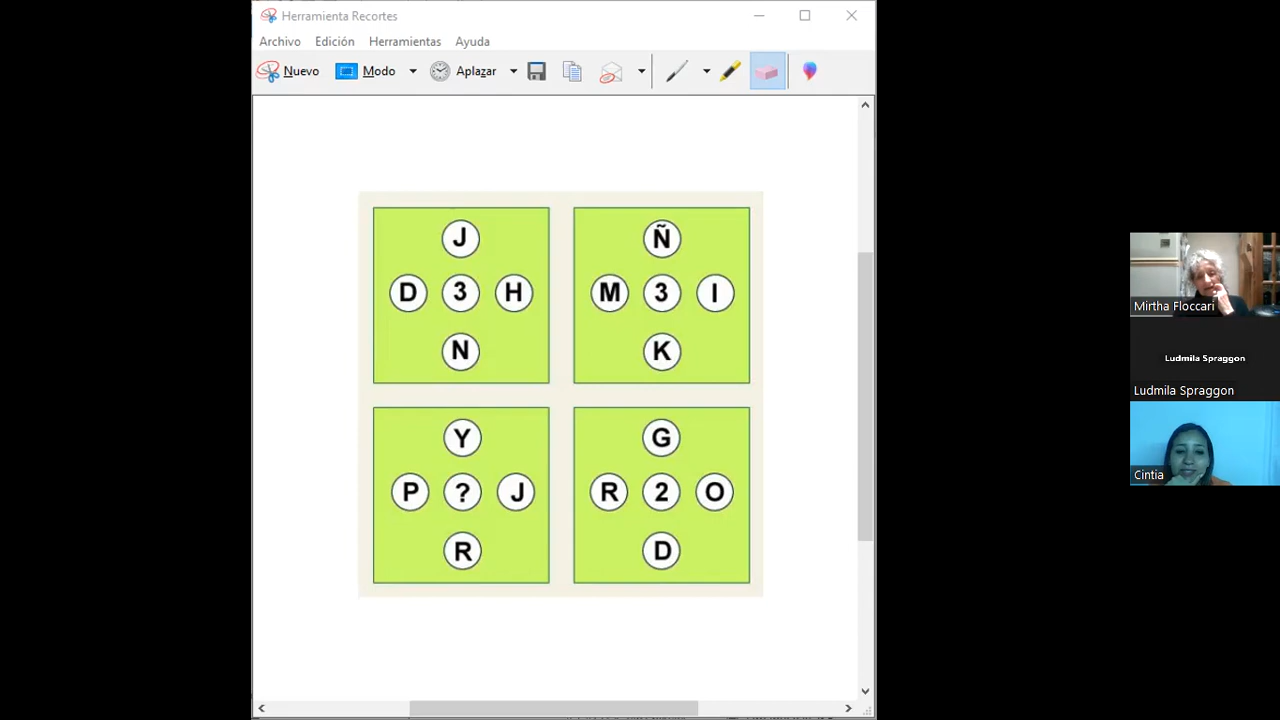 Herramienta Recortes
Archivo Edición Herramientas Ayuda
Nuevo Modo Aplazar
J
D 3 H
N
Ñ
M 3 I
K
Y
P ? J
R
G
R 2 O
D
Mirtha Floccari
Ludmila Spraggon
Ludmila Spraggon
Cintia